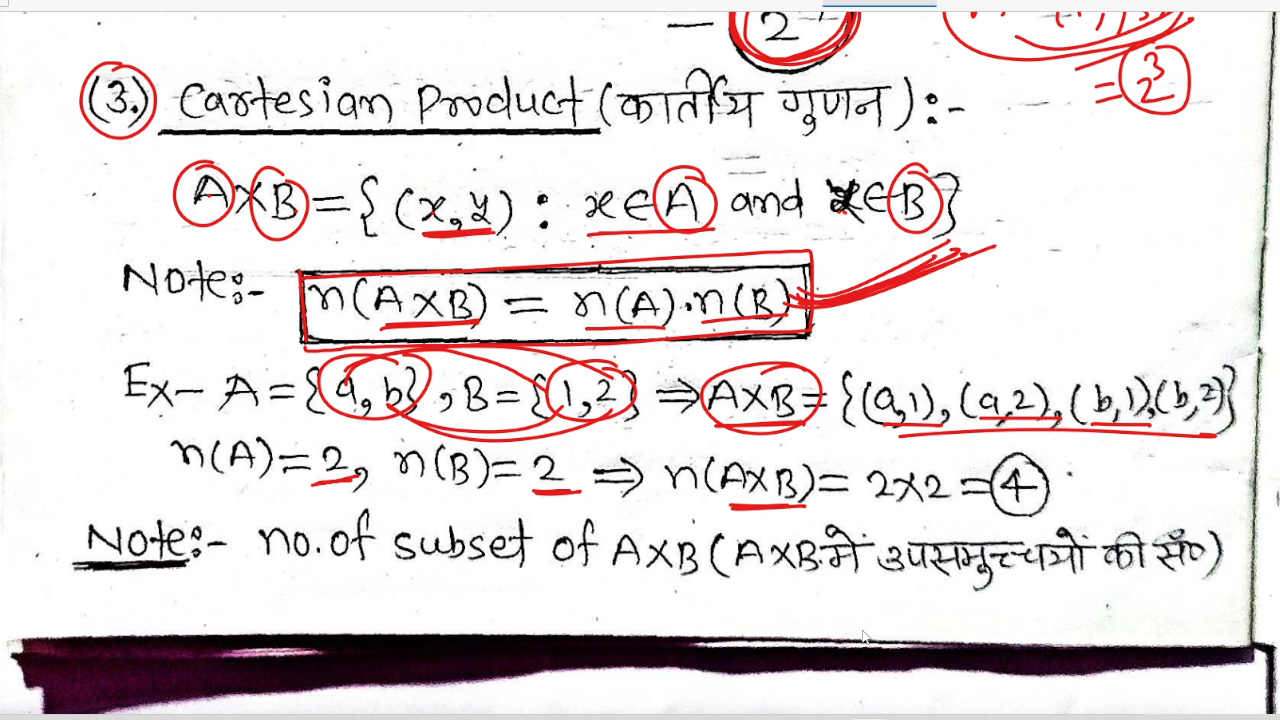 = 2³
(3.) Cartesian Product (कार्तीय गुणन) :-
A×B = { (x,y) : x∈A and y∈B }
Note:- n(A×B) = n(A).n(B)
Ex- A={a,b}, B={1,2} ⇒ A×B={(a,1),(a,2),(b,1),(b,2)}
n(A)=2, n(B)=2 ⇒ n(A×B)= 2×2 = 4
Note:- no. of subset of A×B (A×B में उपसमुच्चयों की सं०)